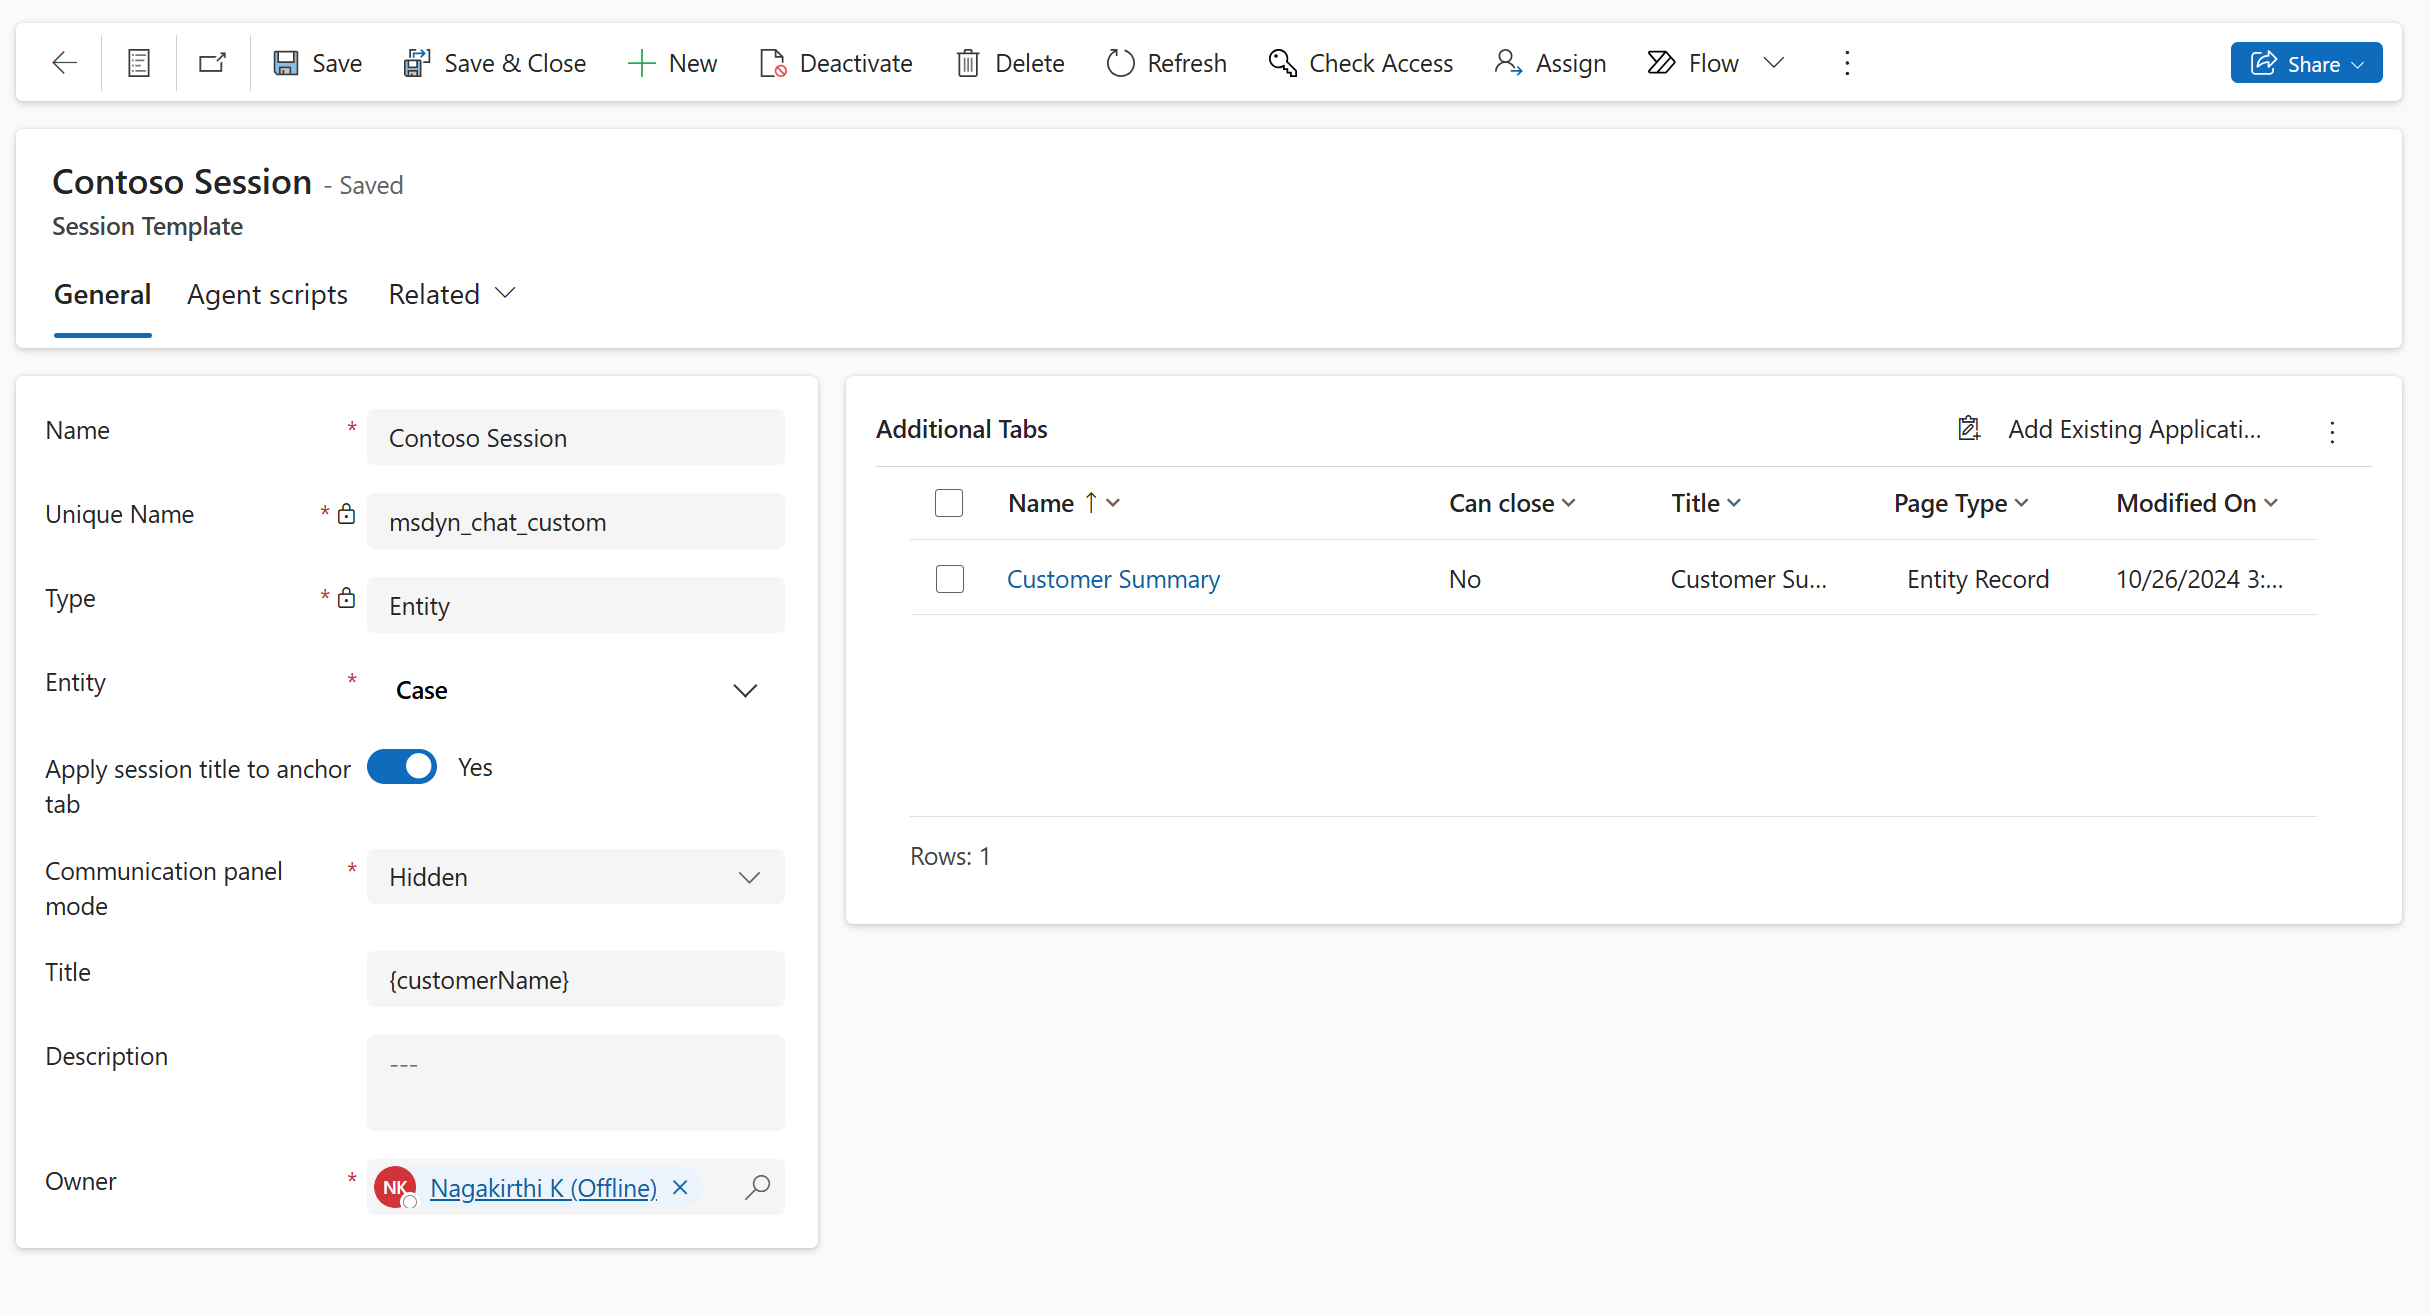 Save
Save & Close
New
Deactivate
Delete
Refresh
Check Access
Assign
Flow
Share
Contoso Session - Saved
Session Template
General
Agent scripts
Related
Name * Contoso Session
Unique Name * msdyn_chat_custom
Type * Entity
Entity * Case
Apply session title to anchor
tab
Yes
Communication panel
mode
* Hidden
Title {customerName}
Description ---
Owner * NK Nagakirthi K (Offline)
Additional Tabs
Add Existing Applicati...
Name Can close Title Page Type Modified On
Customer Summary No Customer Su... Entity Record 10/26/2024 3:...
Rows: 1